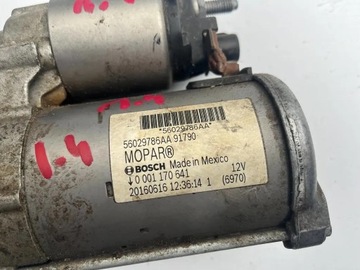 *56029786AA*
56029786AA 91790
MOPAR®
BOSCH Made in Mexico
0 001 170 641 12V
20160616 12:36:14 1 (6970)
1.4